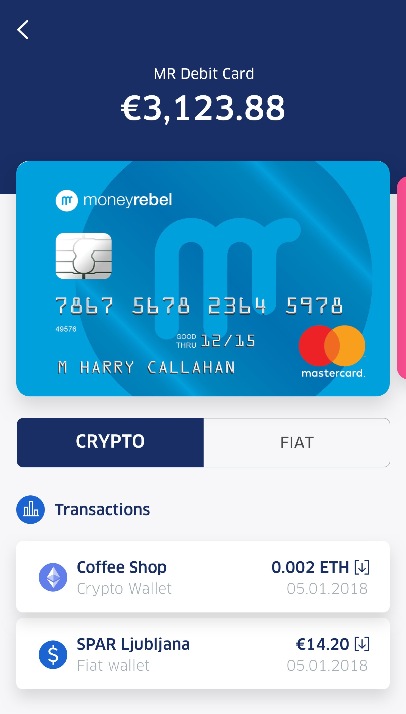 MR Debit Card
€3,123.88
moneyrebel
7867 5678 2364 5978
49576
GOOD THRU 12/15
M HARRY CALLAHAN
mastercard.
CRYPTO
FIAT
Transactions
Coffee Shop
0.002 ETH
Crypto Wallet
05.01.2018
SPAR Ljubljana
€14.20
Fiat wallet
05.01.2018